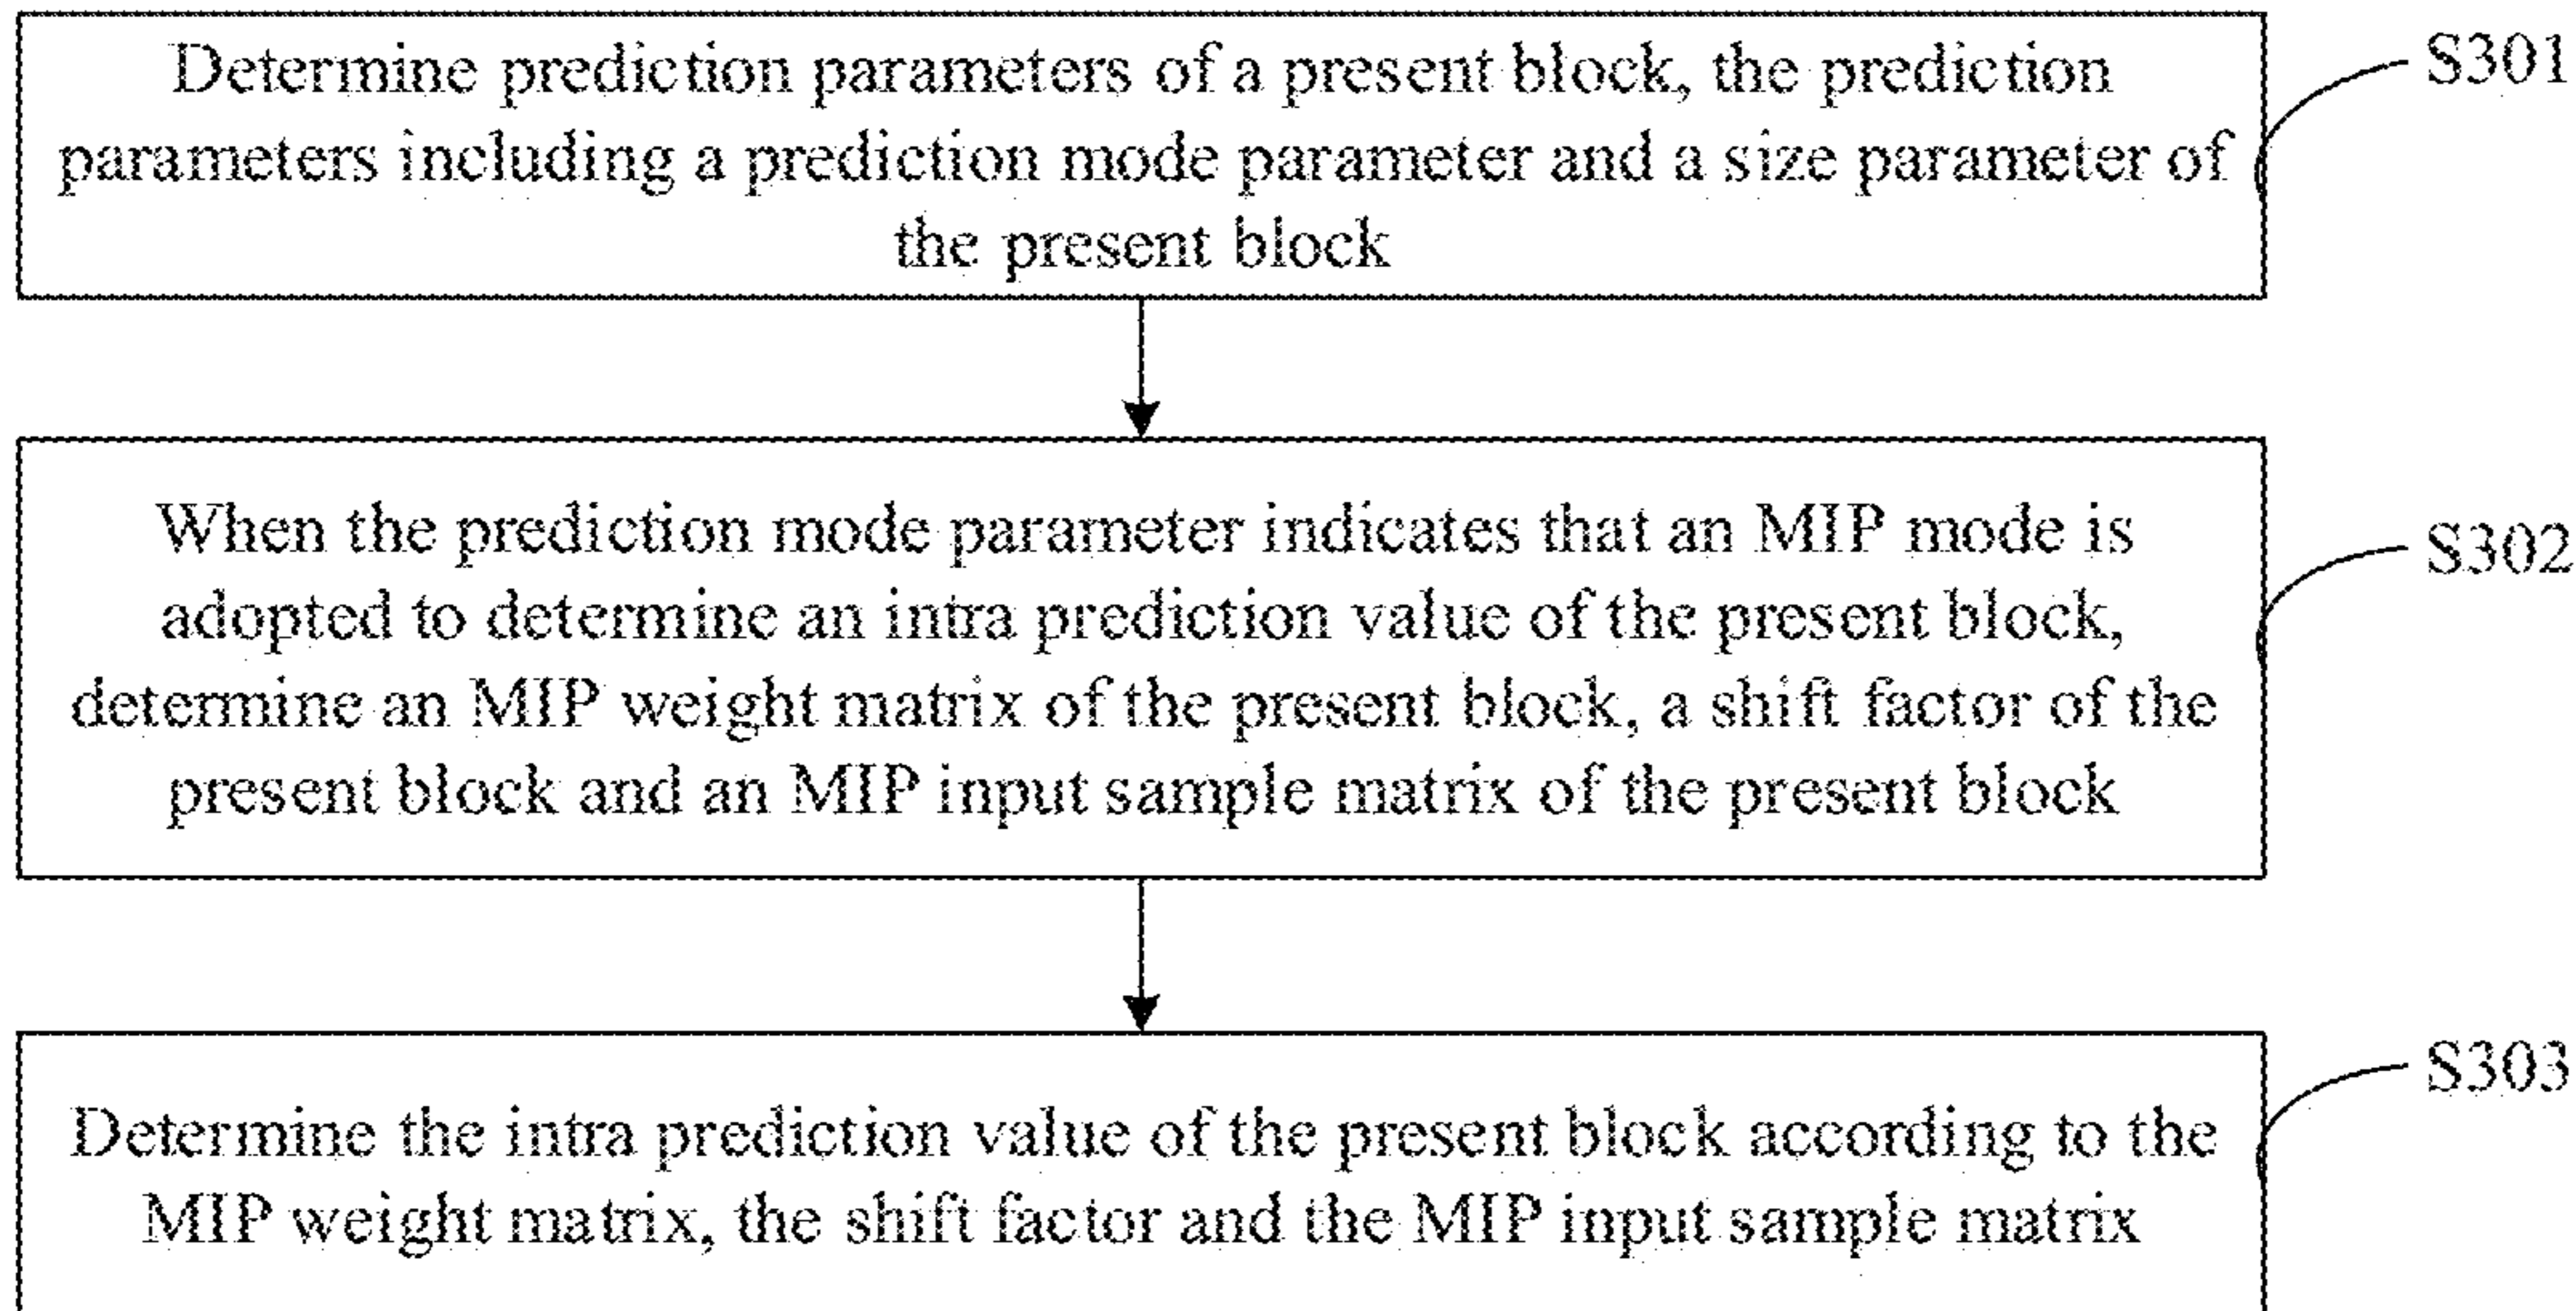 Determine prediction parameters of a present block, the prediction
parameters including a prediction mode parameter and a size parameter of
the present block
S301
When the prediction mode parameter indicates that an MIP mode is
adopted to determine an intra prediction value of the present block,
determine an MIP weight matrix of the present block, a shift factor of the
present block and an MIP input sample matrix of the present block
S302
Determine the intra prediction value of the present block according to the
MIP weight matrix, the shift factor and the MIP input sample matrix
S303